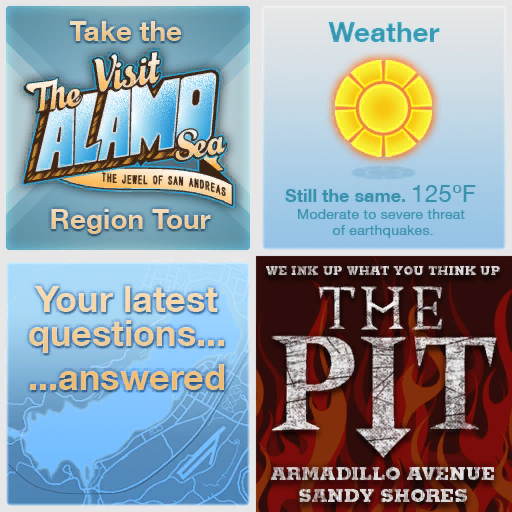 Take the
Visit
The
ALAMO
Sea
THE JEWEL OF SAN ANDREAS
Region Tour
Weather
Still the same. 125ºF
Moderate to severe threat
of earthquakes.
Your latest
questions...
...answered
WE INK UP WHAT YOU THINK UP
THE
PIT
ARMADILLO AVENUE
SANDY SHORES